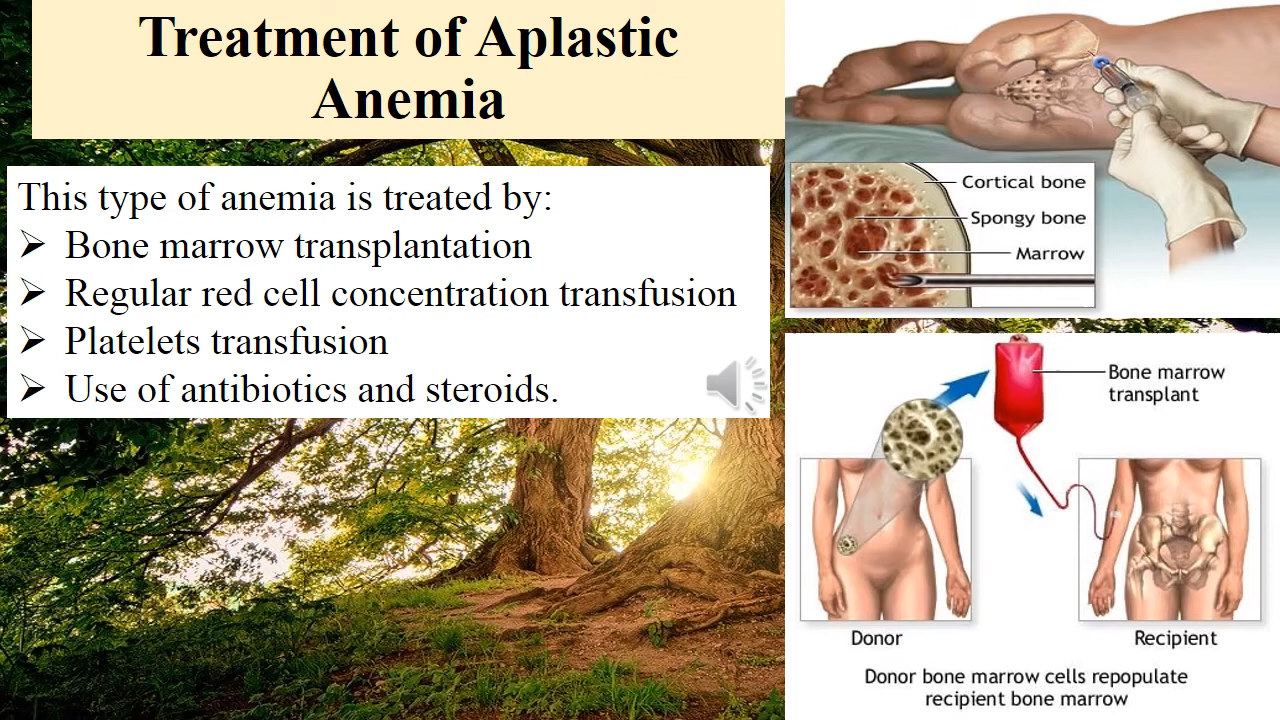 Treatment of Aplastic
Anemia
This type of anemia is treated by:
➢ Bone marrow transplantation
➢ Regular red cell concentration transfusion
➢ Platelets transfusion
➢ Use of antibiotics and steroids.
Cortical bone
Spongy bone
Marrow
Bone marrow
transplant
Donor
Recipient
Donor bone marrow cells repopulate
recipient bone marrow